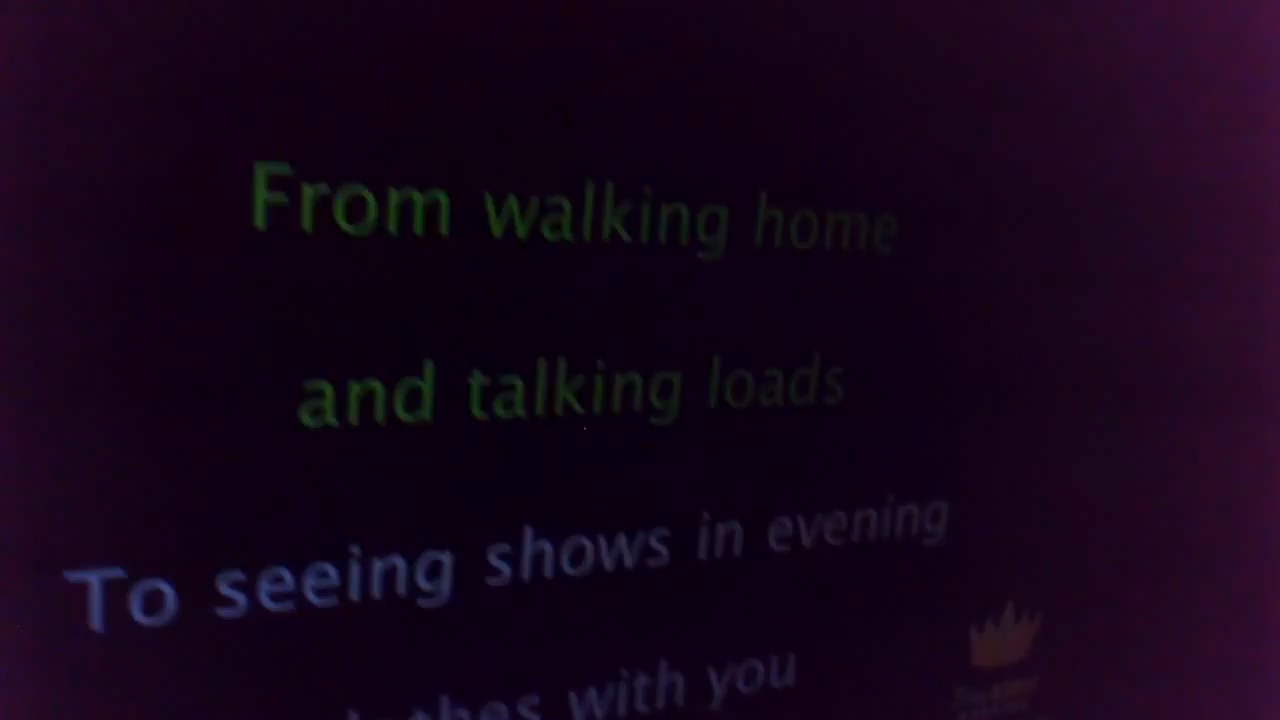 From walking home
and talking loads
To seeing shows in evening
with you